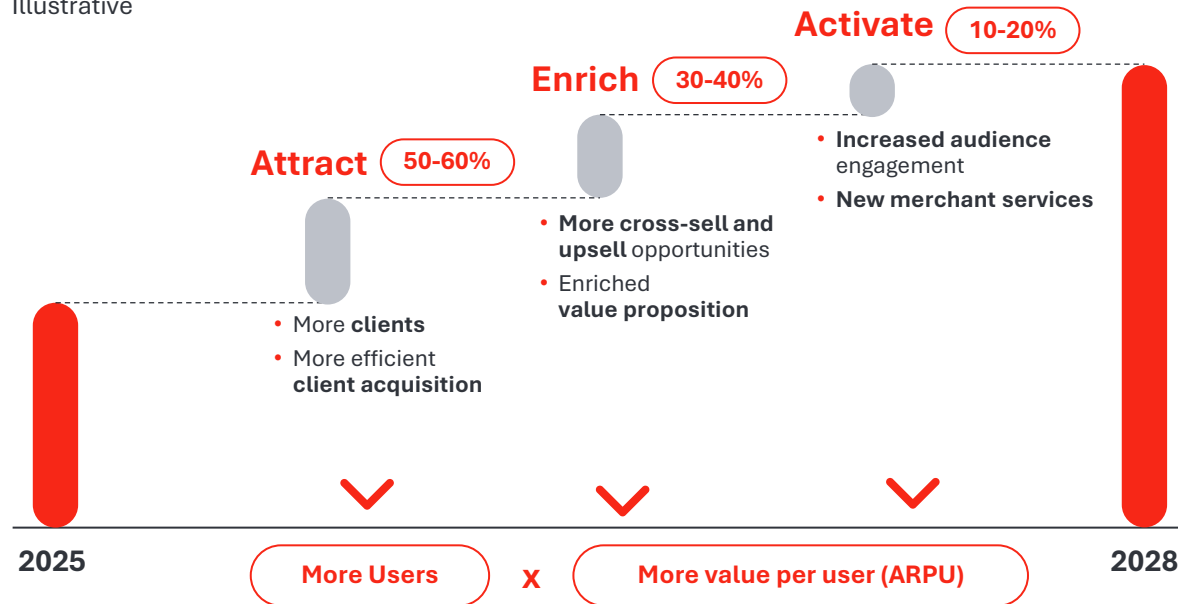 Illustrative
Activate 10-20%
Enrich 30-40%
Attract 50-60%
• Increased audience
engagement
• New merchant services
• More cross-sell and
upsell opportunities
• Enriched
value proposition
• More clients
• More efficient
client acquisition
2025
More Users x More value per user (ARPU)
2028